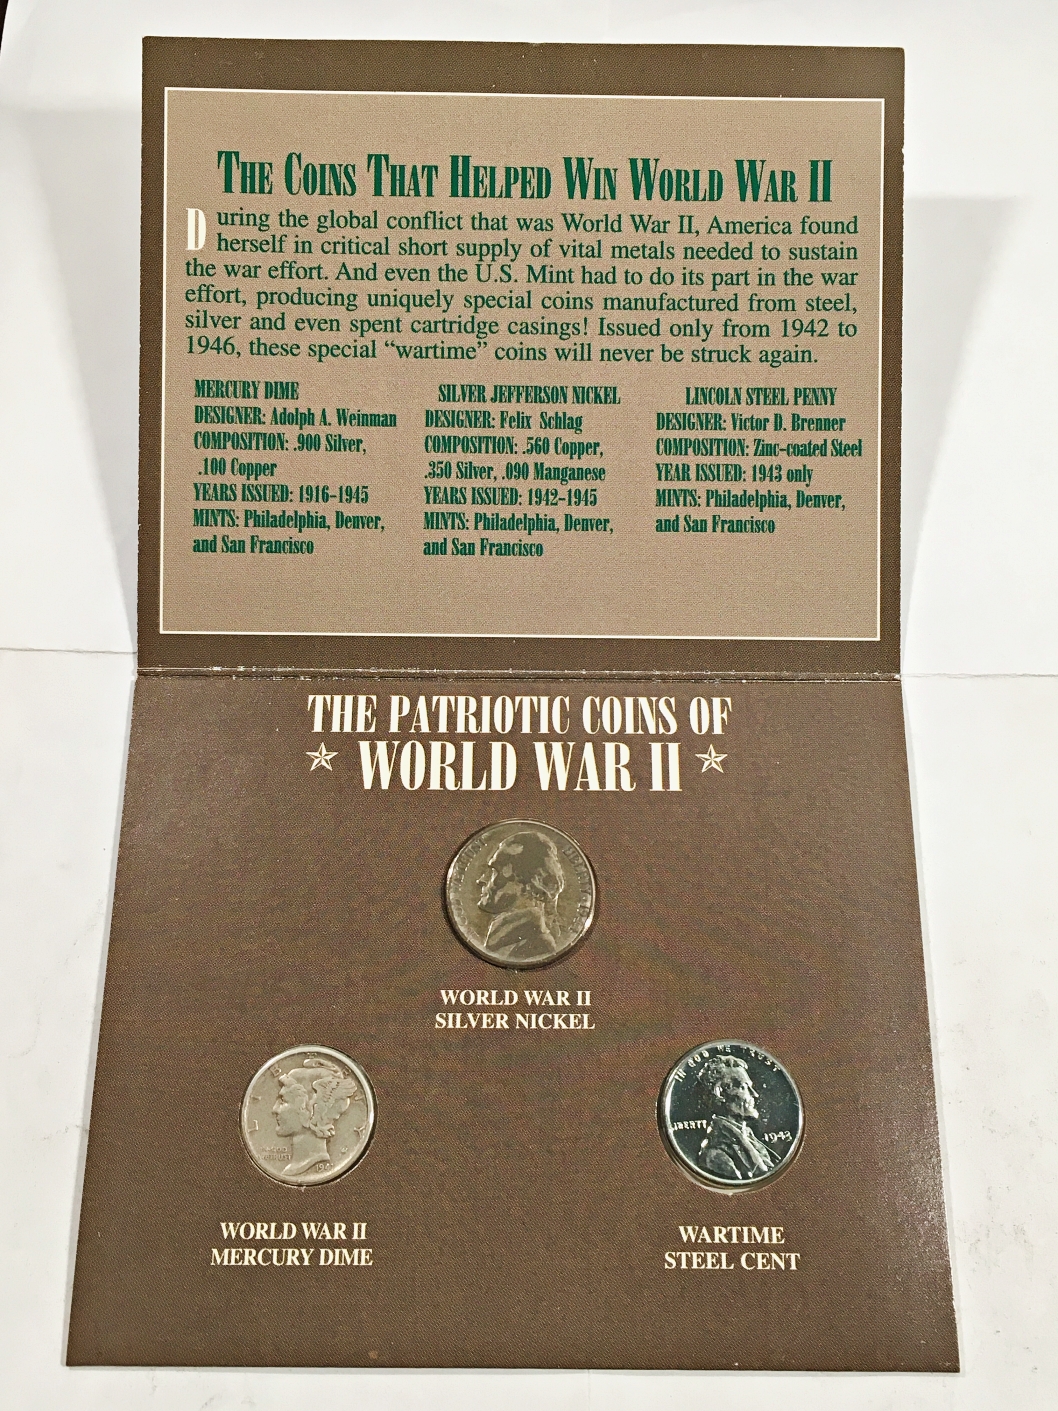 THE COINS THAT HELPED WIN WORLD WAR II
During the global conflict that was World War II, America found
herself in critical short supply of vital metals needed to sustain
the war effort. And even the U.S. Mint had to do its part in the war
effort, producing uniquely special coins manufactured from steel,
silver and even spent cartridge casings! Issued only from 1942 to
1946, these special “wartime” coins will never be struck again.
MERCURY DIME
DESIGNER: Adolph A. Weinman
COMPOSITION: .900 Silver,
.100 Copper
YEARS ISSUED: 1916-1945
MINTS: Philadelphia, Denver,
and San Francisco
SILVER JEFFERSON NICKEL
DESIGNER: Felix Schlag
COMPOSITION: .560 Copper,
.350 Silver, .090 Manganese
YEARS ISSUED: 1942-1945
MINTS: Philadelphia, Denver,
and San Francisco
LINCOLN STEEL PENNY
DESIGNER: Victor D. Brenner
COMPOSITION: Zinc-coated Steel
YEAR ISSUED: 1943 only
MINTS: Philadelphia, Denver,
and San Francisco
THE PATRIOTIC COINS OF
WORLD WAR II
WORLD WAR II
SILVER NICKEL
WORLD WAR II
MERCURY DIME
IN GOD WE TRUST
LIBERTY
1943
WARTIME
STEEL CENT